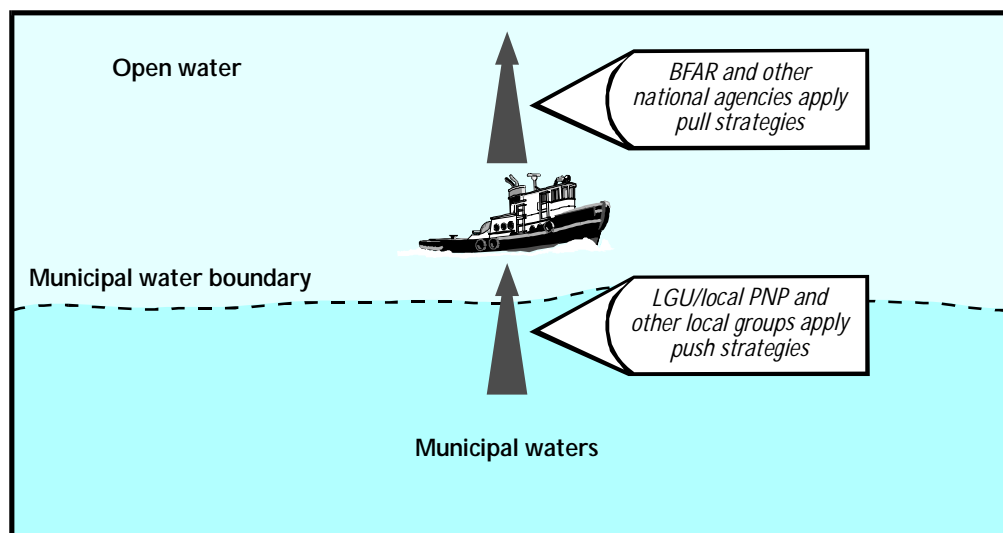 Open water
BFAR and other
national agencies apply
pull strategies
Municipal water boundary
LGU/local PNP and
other local groups apply
push strategies
Municipal waters